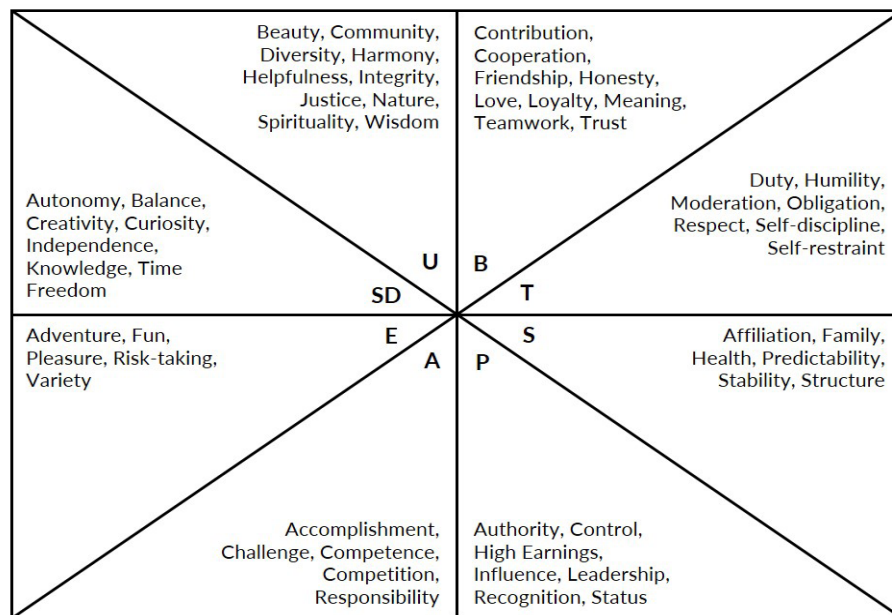 Beauty, Community,
Diversity, Harmony,
Helpfulness, Integrity,
Justice, Nature,
Spirituality, Wisdom
Contribution,
Cooperation,
Friendship, Honesty,
Love, Loyalty, Meaning,
Teamwork, Trust
Autonomy, Balance,
Creativity, Curiosity,
Independence,
Knowledge, Time
Freedom
Duty, Humility,
Moderation, Obligation,
Respect, Self-discipline,
Self-restraint
U
B
SD
T
E
S
A
P
Adventure, Fun,
Pleasure, Risk-taking,
Variety
Affiliation, Family,
Health, Predictability,
Stability, Structure
Accomplishment,
Challenge, Competence,
Competition,
Responsibility
Authority, Control,
High Earnings,
Influence, Leadership,
Recognition, Status